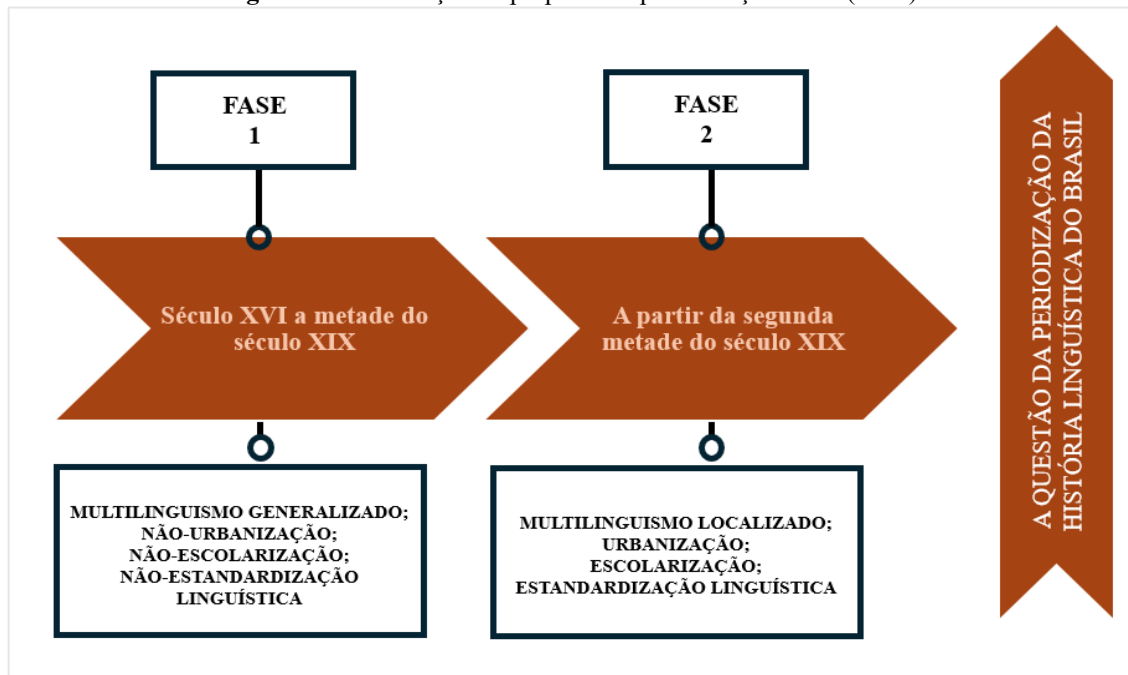 FASE
1
FASE
2
Século XVI a metade do
século XIX
A partir da segunda
metade do século XIX
MULTILINGUISMO GENERALIZADO;
NÃO-URBANIZAÇÃO;
NÃO-ESCOLARIZAÇÃO;
NÃO-ESTANDARDIZAÇÃO
LINGUÍSTICA
MULTILINGUISMO LOCALIZADO;
URBANIZAÇÃO;
ESCOLARIZAÇÃO;
ESTANDARDIZAÇÃO LINGUÍSTICA
A QUESTÃO DA PERIODIZAÇÃO DA
HISTÓRIA LINGUÍSTICA DO BRASIL